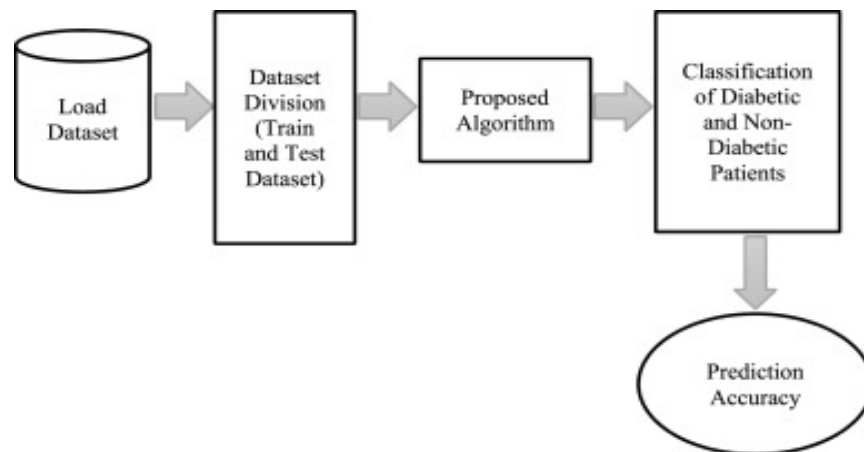 Load
Dataset
Dataset
Division
(Train
and Test
Dataset)
Proposed
Algorithm
Classification
of Diabetic
and Non-
Diabetic
Patients
Prediction
Accuracy